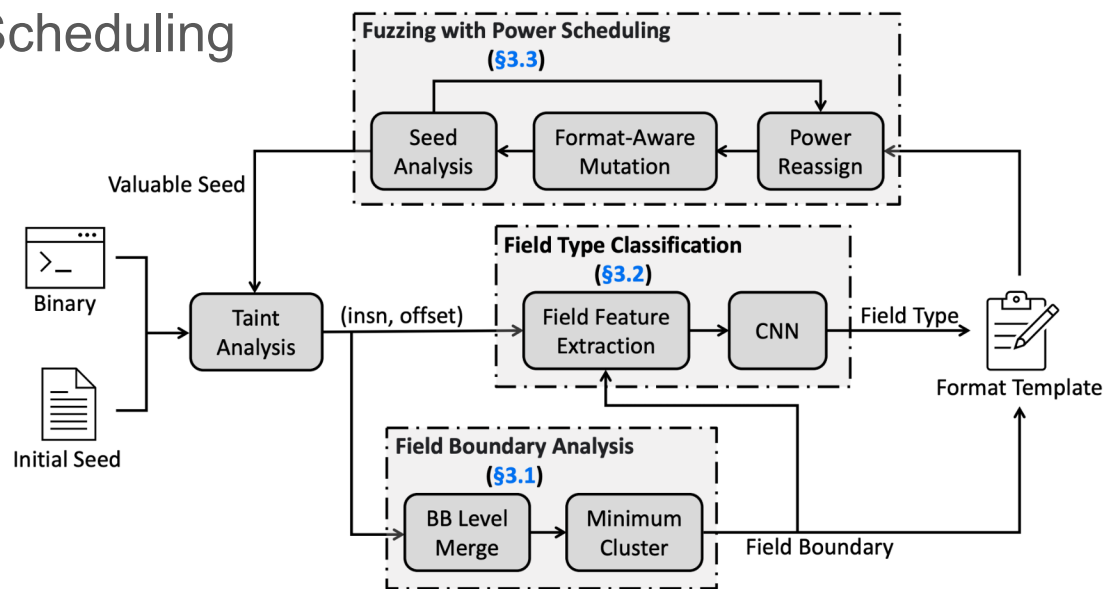 Scheduling
Fuzzing with Power Scheduling
(§3.3)
Seed
Analysis
Format-Aware
Mutation
Power
Reassign
Valuable Seed
Binary
Initial Seed
Taint
Analysis
(insn, offset)
Field Type Classification
(§3.2)
Field Feature
Extraction
CNN
Field Type
Format Template
Field Boundary Analysis
(§3.1)
BB Level
Merge
Minimum
Cluster
Field Boundary